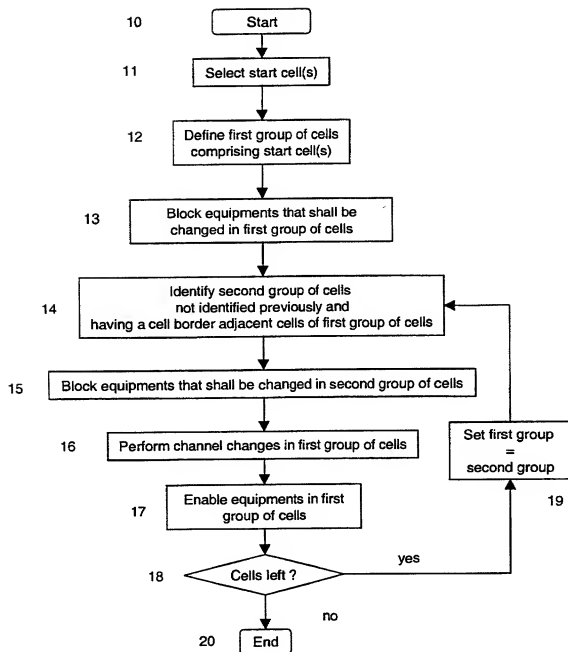 10
Start
11
Select start cell(s)
12
Define first group of cells
comprising start cell(s)
13
Block equipments that shall be
changed in first group of cells
14
Identify second group of cells
not identified previously and
having a cell border adjacent cells of first group of cells
15
Block equipments that shall be changed in second group of cells
16
Perform channel changes in first group of cells
Set first group
=
second group
19
17
Enable equipments in first
group of cells
18
Cells left ?
yes
no
20
End